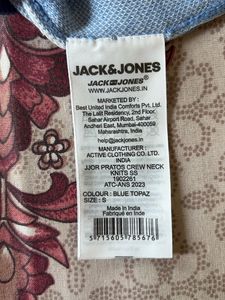 JACK&JONES
JACK JONES®
WWW.JACKJONES.IN
MARKETED BY :
Best United India Comforts Pvt. Ltd.
The Lalit Residency, 2nd Floor,
Sahar Airport Road, Sahar
Andheri East, Mumbai-400059
Maharashtra, India
help@jackjones.in
MANUFACTURER :
ACTIVE CLOTHING CO. LTD.
INDIA
JJOR PRATOS CREW NECK
KNITS SS
1902261
ATC-ANS 2023
COLOUR : BLUE TOPAZ
SIZE : S
Made in India
Fabriqué en Inde
5715605785676